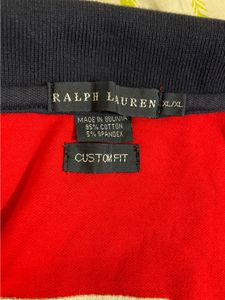 RALPH LAUREN
XL/XL
MADE IN BOLIVIA
95% COTTON
5% SPANDEX
CUSTOM FIT